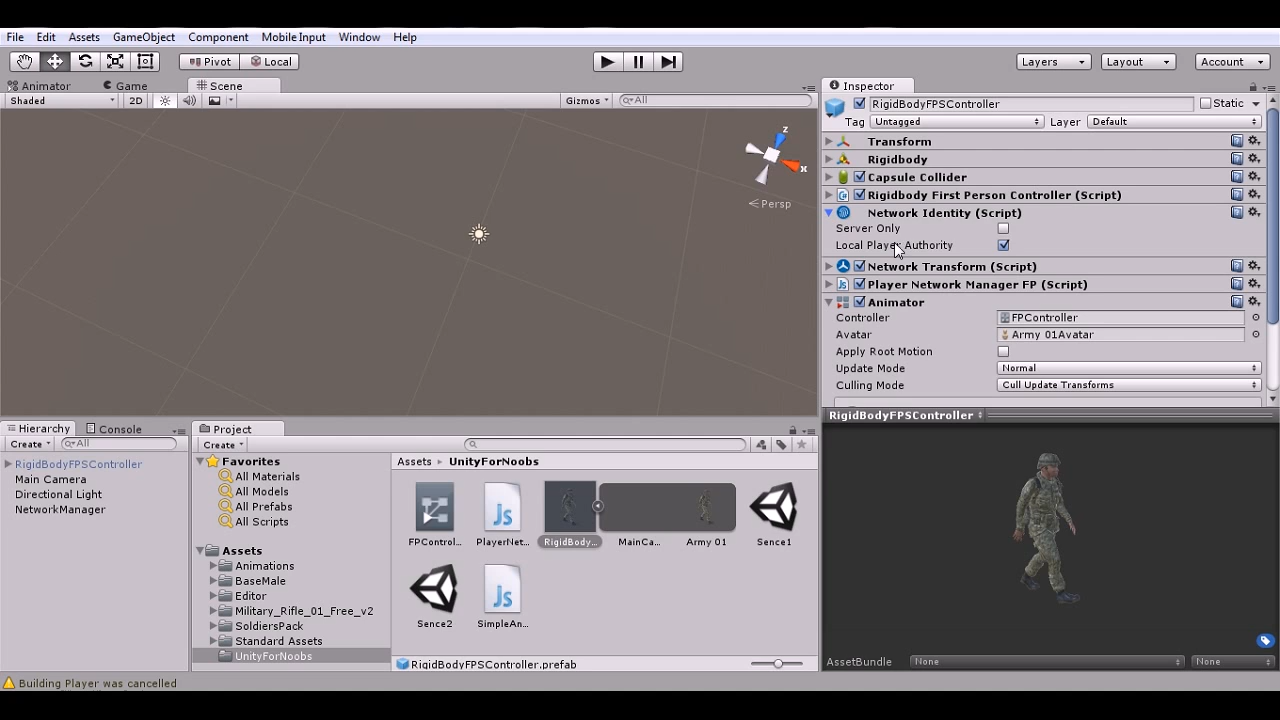 File Edit Assets GameObject Component Mobile Input Window Help
Pivot Local Layers Layout Account
Animator Game Scene
Shaded 2D Gizmos All
z
x
Persp
Inspector
RigidBodyFPSController Static
Tag Untagged Layer Default
Transform
Rigidbody
Capsule Collider
Rigidbody First Person Controller (Script)
Network Identity (Script)
Server Only
Local Player Authority
Network Transform (Script)
Player Network Manager FP (Script)
Animator
Controller FPController
Avatar Army 01Avatar
Apply Root Motion
Update Mode Normal
Culling Mode Cull Update Transforms
RigidBodyFPSController
AssetBundle None None
Hierarchy Console
Create All
RigidBodyFPSController
Main Camera
Directional Light
NetworkManager
Project
Create
Favorites
All Materials
All Models
All Prefabs
All Scripts
Assets
Animations
BaseMale
Editor
Military_Rifle_01_Free_v2
SoldiersPack
Standard Assets
UnityForNoobs
Assets UnityForNoobs
Js
FPControl... PlayerNet... RigidBody... MainCa... Army 01 Sence1
Js
Sence2 SimpleAn...
RigidBodyFPSController.prefab
Building Player was cancelled